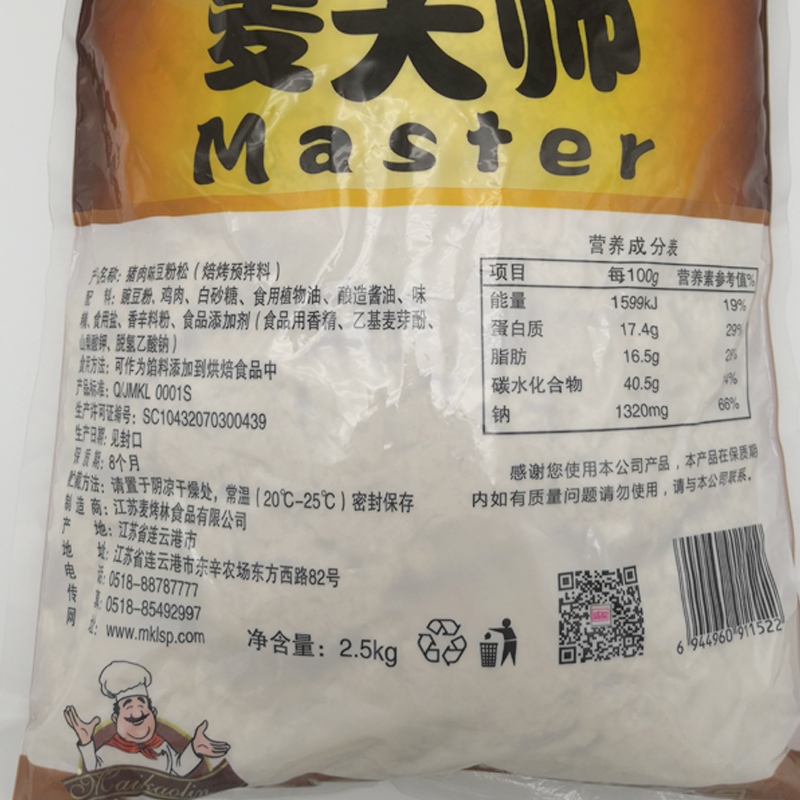 麦大师
Master
产品名称：猪肉味豆粉松（焙烤预拌料）
配 料：豌豆粉、鸡肉、白砂糖、食用植物油、酿造酱油、味
精、食用盐、香辛料粉、食品添加剂（食品用香精、乙基麦芽酚、
山梨酸钾、脱氢乙酸钠）
食用方法：可作为馅料添加到烘焙食品中
产品标准：Q/JMKL 0001S
生产许可证编号：SC10432070300439
生产日期：见封口
保 质 期：8个月
贮藏方法：请置于阴凉干燥处，常温（20℃-25℃）密封保存
制 造 商：江苏麦烤林食品有限公司
产 地：江苏省连云港市
地 址：江苏省连云港市东辛农场东方西路82号
电 话：0518-88787777
传 真：0518-85492997
网 址：www.mklsp.com
净含量：2.5kg
营养成分表
项目 每100g 营养素参考值%
能量 1599kJ 19%
蛋白质 17.4g 29%
脂肪 16.5g
碳水化合物 40.5g
钠 1320mg 66%
感谢您使用本公司产品，本产品在保质期
内如有质量问题请勿使用，请与本公司联系。
6 944960 911522
Maikaolin